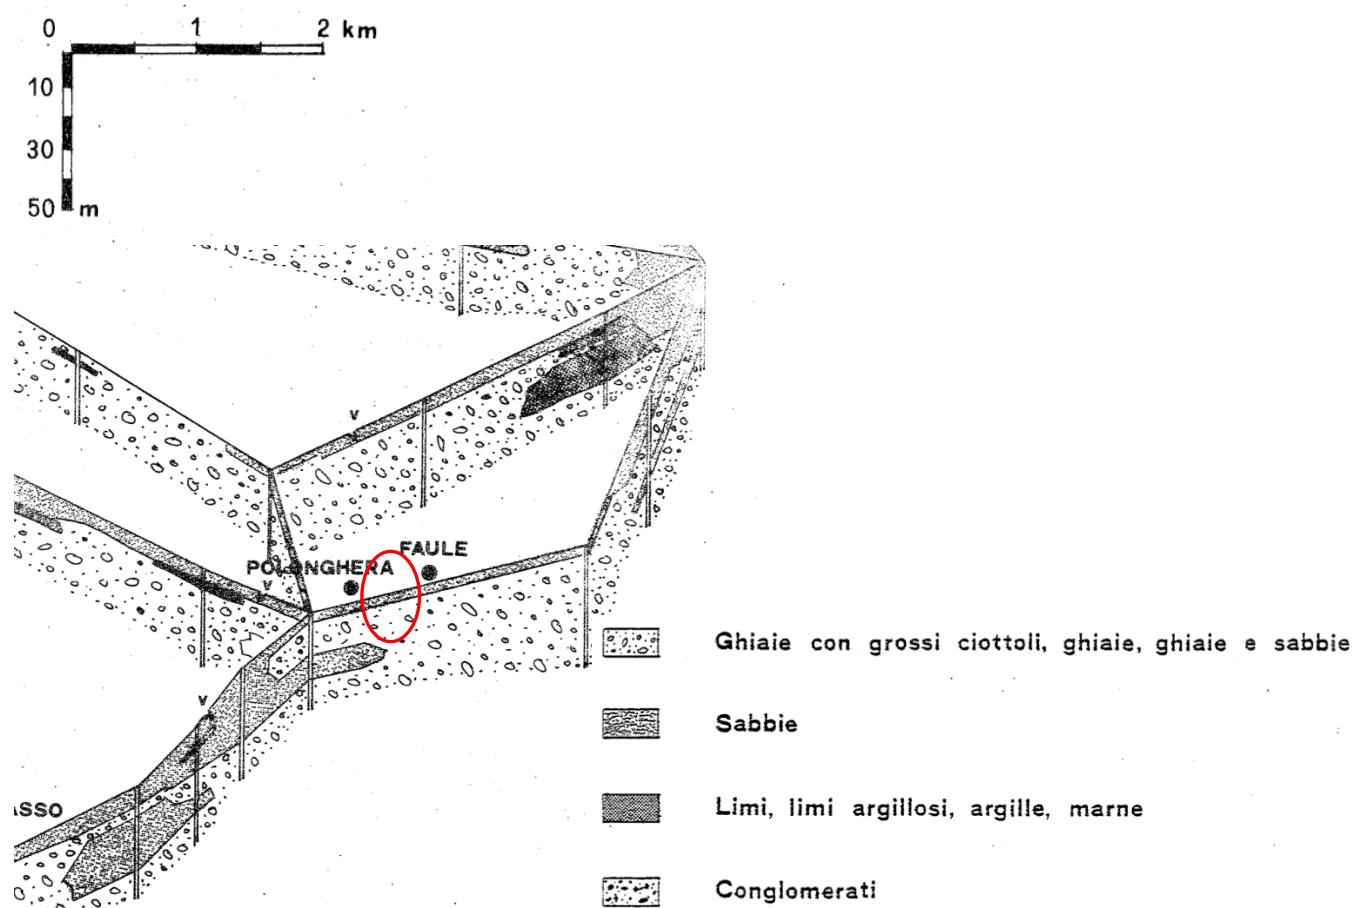 0 1 2 km
10
30
50 m
V
FAULE
POLONGHERA
V
Ghiaie con grossi ciottoli, ghiaie, ghiaie e sabbie
V
Sabbie
ASSO
Limi, limi argillosi, argille, marne
Conglomerati